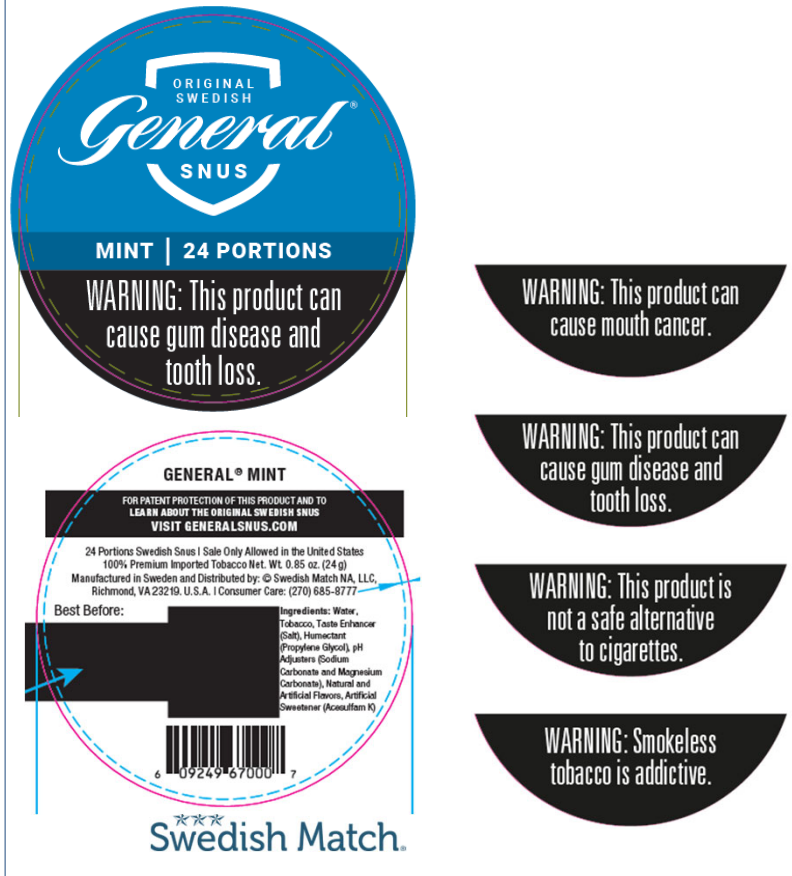 ORIGINAL
SWEDISH
General®
SNUS
MINT | 24 PORTIONS
WARNING: This product can
cause gum disease and
tooth loss.
GENERAL® MINT
FOR PATENT PROTECTION OF THIS PRODUCT AND TO
LEARN ABOUT THE ORIGINAL SWEDISH SNUS
VISIT GENERALSNUS.COM
24 Portions Swedish Snus | Sale Only Allowed in the United States
100% Premium Imported Tobacco Net. Wt. 0.85 oz. (24 g)
Manufactured in Sweden and Distributed by: © Swedish Match NA, LLC,
Richmond, VA 23219. U.S.A. | Consumer Care: (270) 685-8777
Best Before:
Ingredients: Water,
Tobacco, Taste Enhancer
(Salt), Humectant
(Propylene Glycol), pH
Adjusters (Sodium
Carbonate and Magnesium
Carbonate), Natural and
Artificial Flavors, Artificial
Sweetener (Acesulfam K)
6 09249 67000 7
Swedish Match®
WARNING: This product can
cause mouth cancer.
WARNING: This product can
cause gum disease and
tooth loss.
WARNING: This product is
not a safe alternative
to cigarettes.
WARNING: Smokeless
tobacco is addictive.